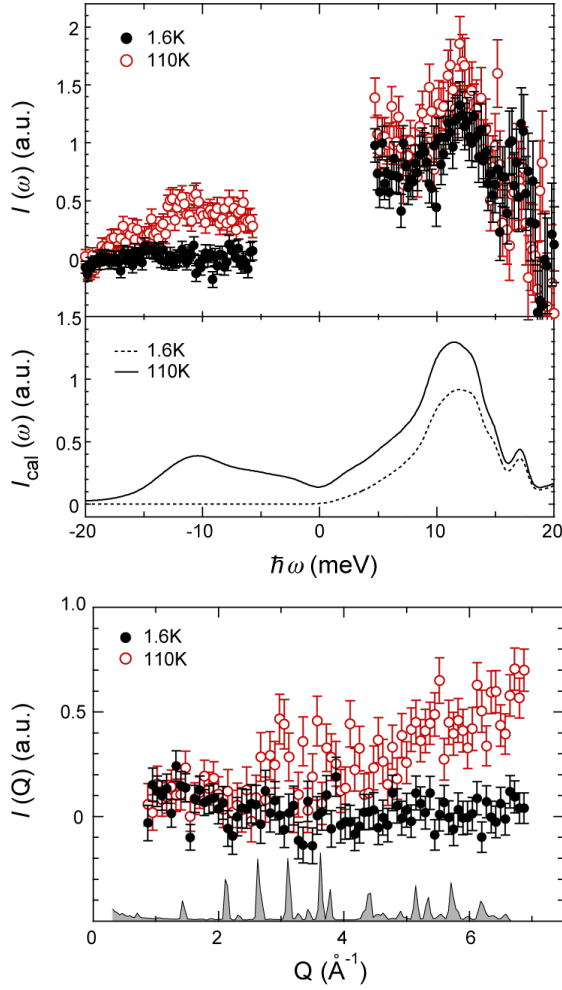 2
1.6K
110K
1.5
1
0.5
0
I (ω) (a.u.)
1.5
1.6K
110K
1
0.5
0
I_cal (ω) (a.u.)
-20 -10 0 10 20
ħω (meV)
1.0
1.6K
110K
0.5
0
I (Q) (a.u.)
0 2 4 6
Q (Å⁻¹)